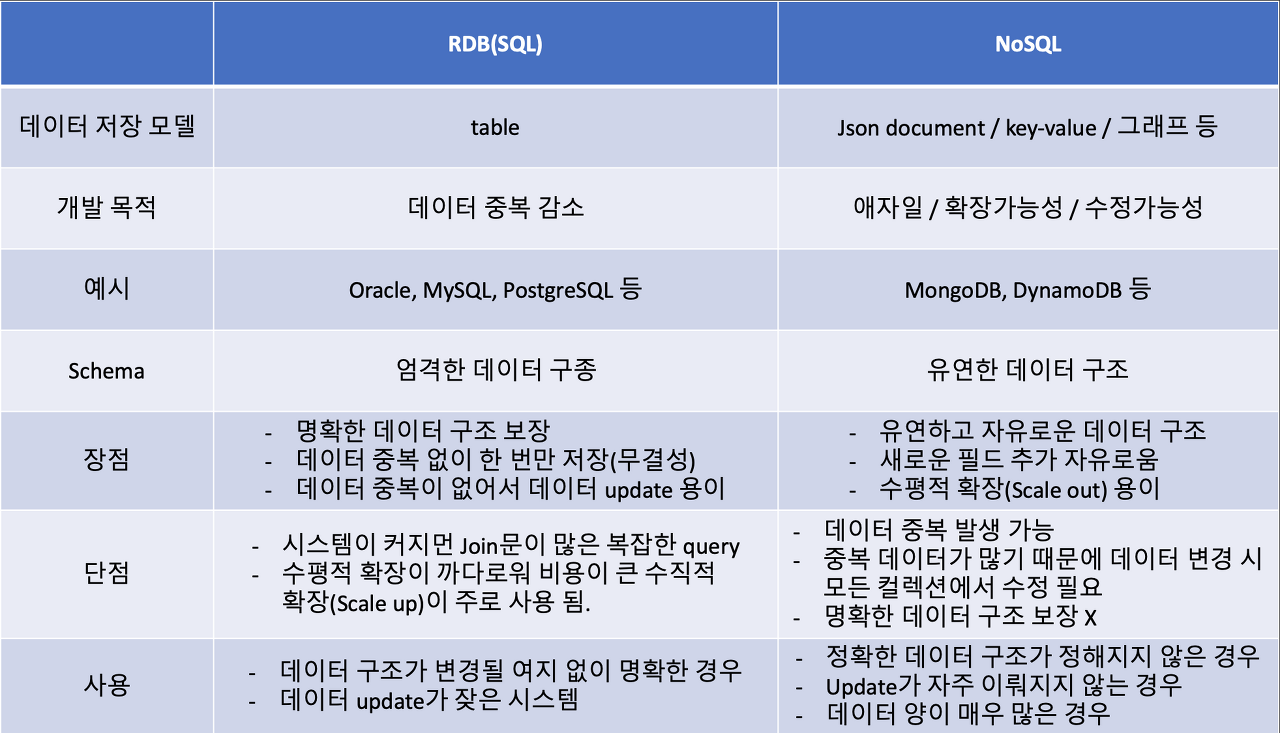 RDB(SQL)
NoSQL
데이터 저장 모델
table
Json document / key-value / 그래프 등
개발 목적
데이터 중복 감소
애자일 / 확장가능성 / 수정가능성
예시
Oracle, MySQL, PostgreSQL 등
MongoDB, DynamoDB 등
Schema
엄격한 데이터 구종
유연한 데이터 구조
장점
- 명확한 데이터 구조 보장
- 데이터 중복 없이 한 번만 저장(무결성)
- 데이터 중복이 없어서 데이터 update 용이
- 유연하고 자유로운 데이터 구조
- 새로운 필드 추가 자유로움
- 수평적 확장(Scale out) 용이
단점
- 시스템이 커지먼 Join문이 많은 복잡한 query
- 수평적 확장이 까다로워 비용이 큰 수직적
확장(Scale up)이 주로 사용 됨.
- 데이터 중복 발생 가능
- 중복 데이터가 많기 때문에 데이터 변경 시
모든 컬렉션에서 수정 필요
- 명확한 데이터 구조 보장 X
사용
- 데이터 구조가 변경될 여지 없이 명확한 경우
- 데이터 update가 잦은 시스템
- 정확한 데이터 구조가 정해지지 않은 경우
- Update가 자주 이뤄지지 않는 경우
- 데이터 양이 매우 많은 경우